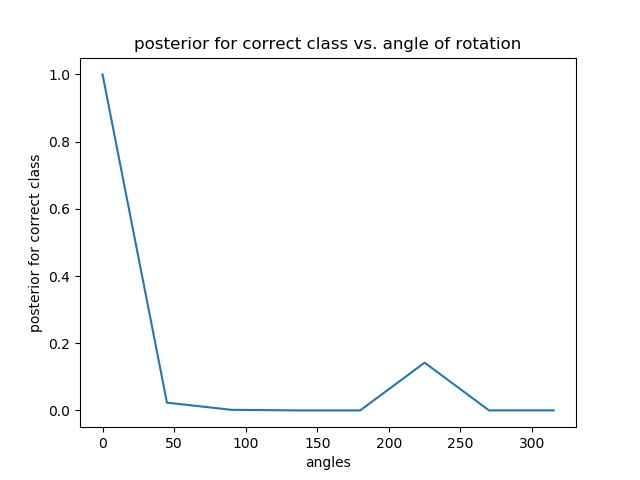 posterior for correct class vs. angle of rotation
1.0
0.8
0.6
0.4
0.2
0.0
posterior for correct class
0 50 100 150 200 250 300
angles